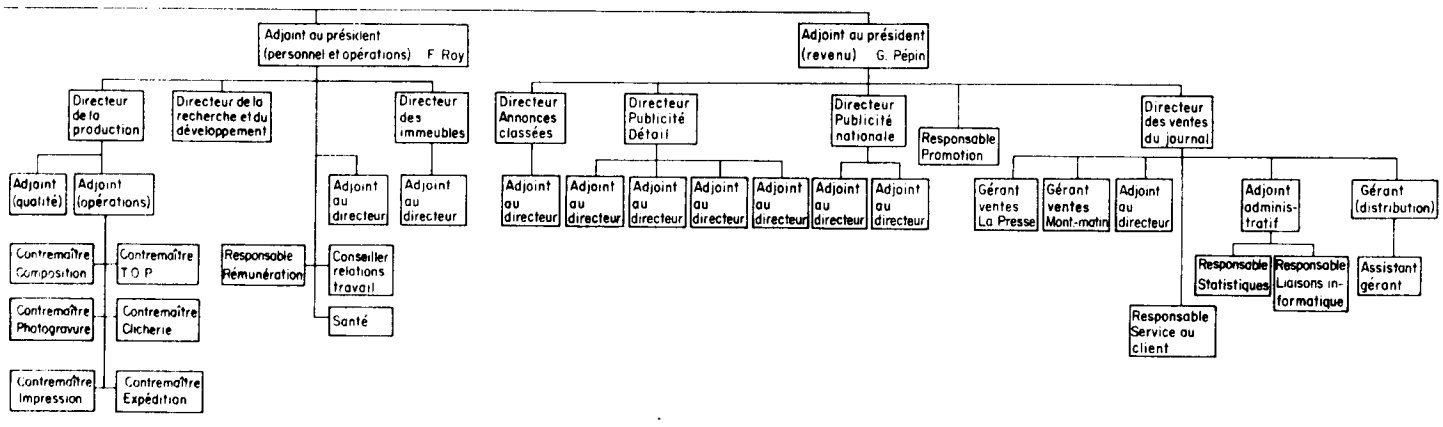 Adjoint au président
(personnel et opérations) F. Roy
Adjoint au président
(revenu) G. Pépin
Directeur
de la
production
Directeur de la
recherche et du
développement
Directeur
des
immeubles
Directeur
Annonces
classées
Directeur
Publicité
Détail
Directeur
Publicité
nationale
Responsable
Promotion
Directeur
des ventes
du journal
Adjoint
(qualité)
Adjoint
(opérations)
Adjoint
au
directeur
Adjoint
au
directeur
Adjoint
au
directeur
Adjoint
au
directeur
Adjoint
au
directeur
Adjoint
au
directeur
Adjoint
au
directeur
Adjoint
au
directeur
Adjoint
au
directeur
Gérant
ventes
La Presse
Gérant
ventes
Mont.-matin
Adjoint
au
directeur
Adjoint
adminis-
tratif
Gérant
(distribution)
Contremaître
Composition
Contremaître
T.O.P.
Responsable
Rémunération
Conseiller
relations
travail
Responsable
Statistiques
Responsable
Liaisons in-
formatique
Assistant
gérant
Contremaître
Photogravure
Contremaître
Clicherie
Santé
Responsable
Service au
client
Contremaître
Impression
Contremaître
Expédition